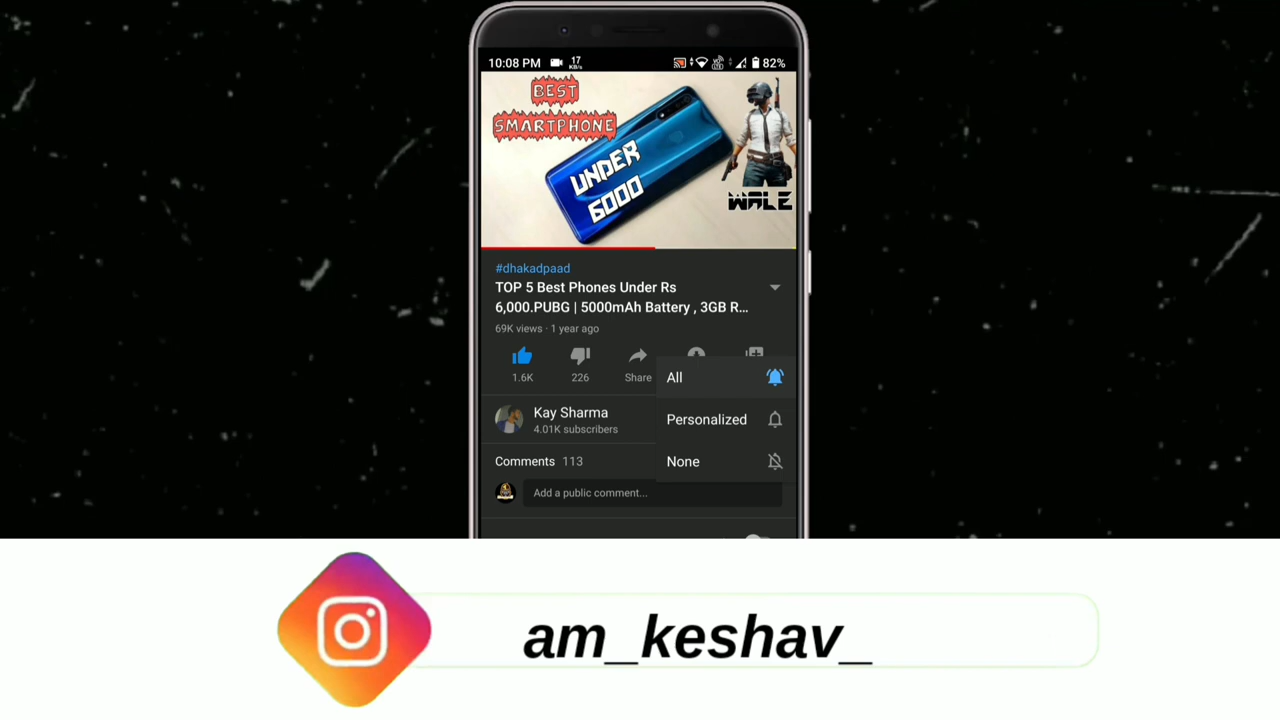 10:08 PM 17 KB/s 82%
BEST
SMARTPHONE
UNDER
6000
WALE
#dhakadpaad
TOP 5 Best Phones Under Rs
6,000.PUBG | 5000mAh Battery , 3GB R...
69K views · 1 year ago
1.6K 226 Share
All
Personalized
None
Kay Sharma
4.01K subscribers
Comments 113
Add a public comment...
am_keshav_